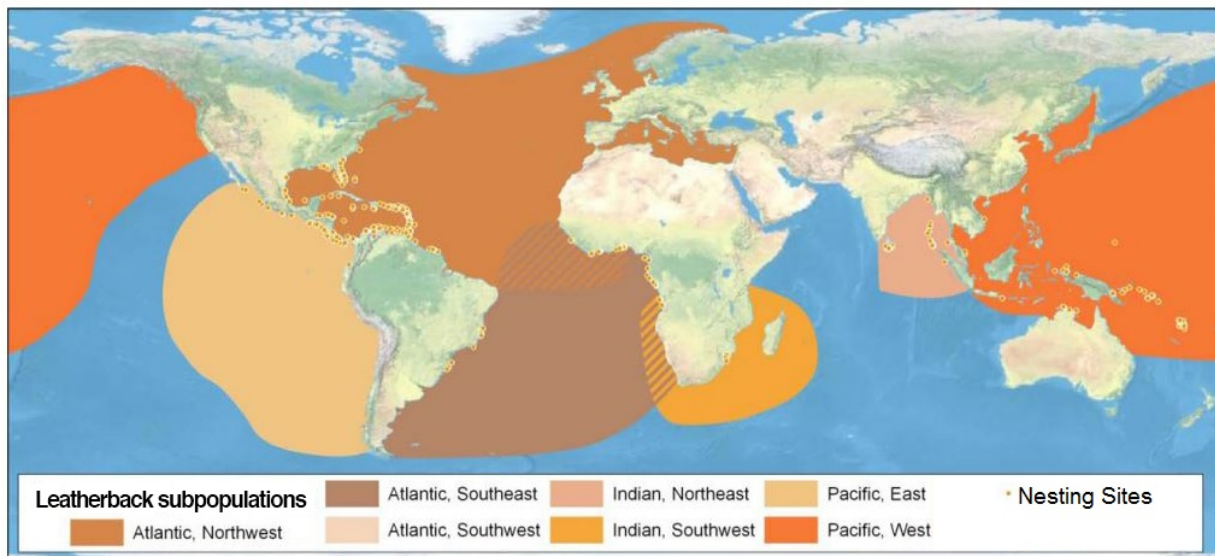 Leatherback subpopulations
Atlantic, Northwest
Atlantic, Southeast
Atlantic, Southwest
Indian, Northeast
Indian, Southwest
Pacific, East
Pacific, West
Nesting Sites